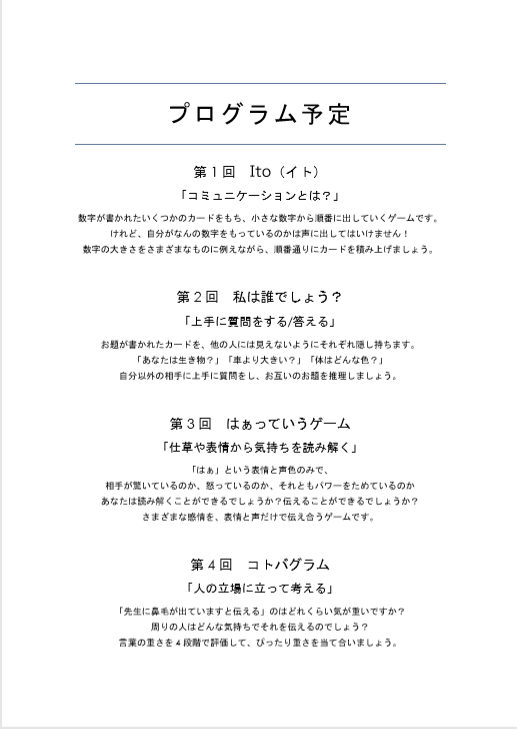 プログラム予定
第1回　Ito（イト）
「コミュニケーションとは？」
数字が書かれたいくつかのカードをもち、小さな数字から順番に出していくゲームです。
けれど、自分がなんの数字をもっているのかは声に出してはいけません！
数字の大きさをさまざまなものに例えながら、順番通りにカードを積み上げましょう。
第2回　私は誰でしょう？
「上手に質問をする/答える」
お題が書かれたカードを、他の人には見えないようにそれぞれ隠し持ちます。
「あなたは生き物？」「車より大きい？」「体はどんな色？」
自分以外の相手に上手に質問をし、お互いのお題を推理しましょう。
第3回　はぁっていうゲーム
「仕草や表情から気持ちを読み解く」
「はぁ」という表情と声色のみで、
相手が驚いているのか、怒っているのか、それともパワーをためているのか
あなたは読み解くことができるでしょうか？伝えることができるでしょうか？
さまざまな感情を、表情と声だけで伝え合うゲームです。
第4回　コトバグラム
「人の立場に立って考える」
「先生に鼻毛が出ていますと伝える」のはどれくらい気が重いですか？
周りの人はどんな気持ちでそれを伝えるのでしょう？
言葉の重さを4段階で評価して、ぴったり重さを当て合いましょう。